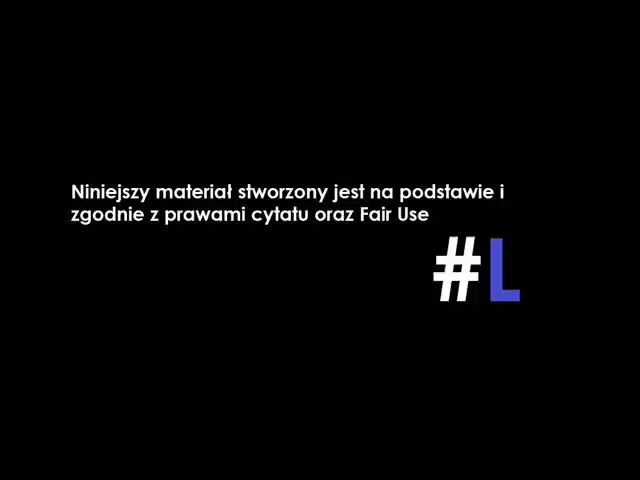 Niniejszy materiał stworzony jest na podstawie i
zgodnie z prawami cytatu oraz Fair Use
#L